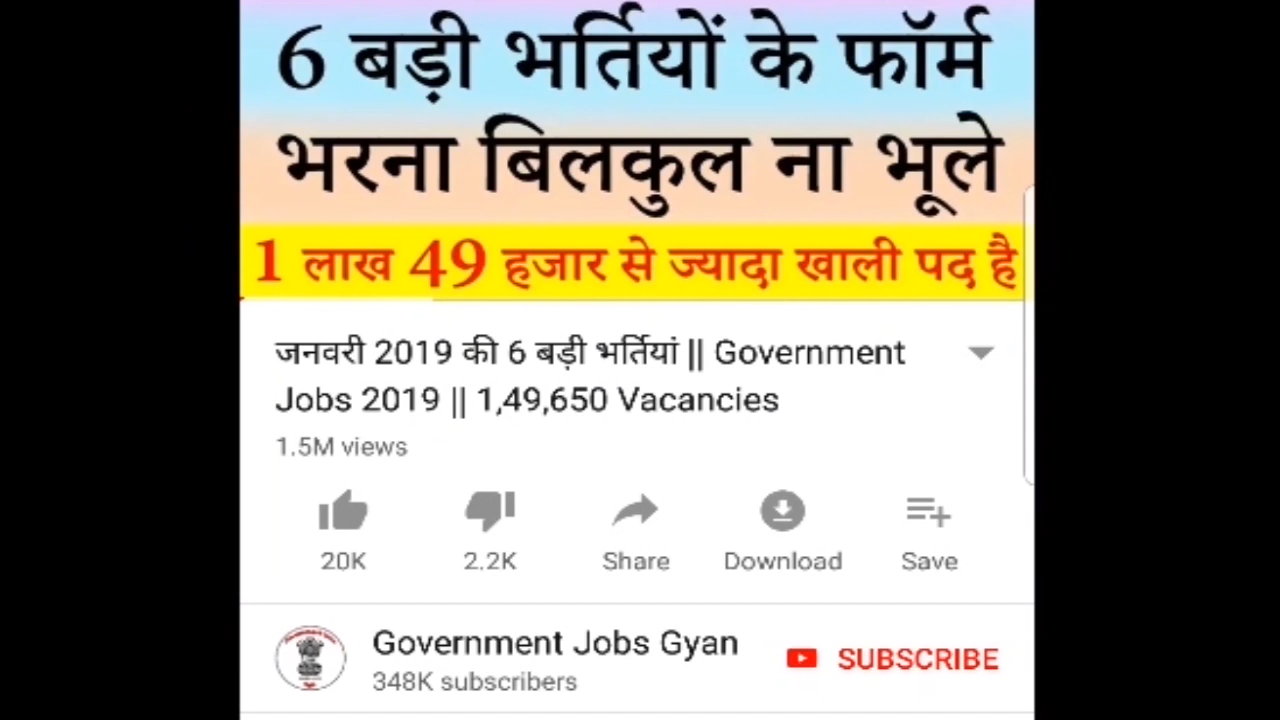 6 बड़ी भर्तियों के फॉर्म
भरना बिलकुल ना भूले
1 लाख 49 हजार से ज्यादा खाली पद है
जनवरी 2019 की 6 बड़ी भर्तियां || Government
Jobs 2019 || 1,49,650 Vacancies
1.5M views
20K 2.2K Share Download Save
Government Jobs Gyan
348K subscribers
SUBSCRIBE